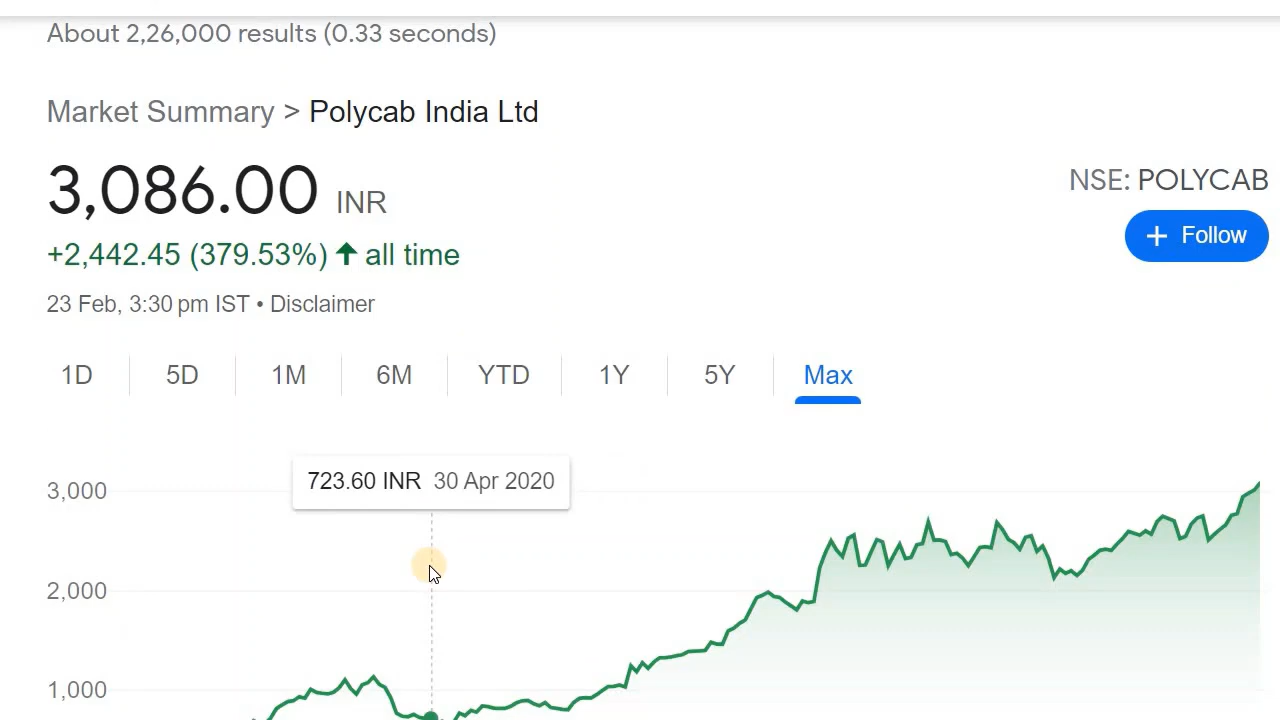 About 2,26,000 results (0.33 seconds)
Market Summary > Polycab India Ltd
3,086.00 INR
+2,442.45 (379.53%) ↑ all time
23 Feb, 3:30 pm IST • Disclaimer
NSE: POLYCAB
+ Follow
1D 5D 1M 6M YTD 1Y 5Y Max
723.60 INR 30 Apr 2020
3,000
2,000
1,000